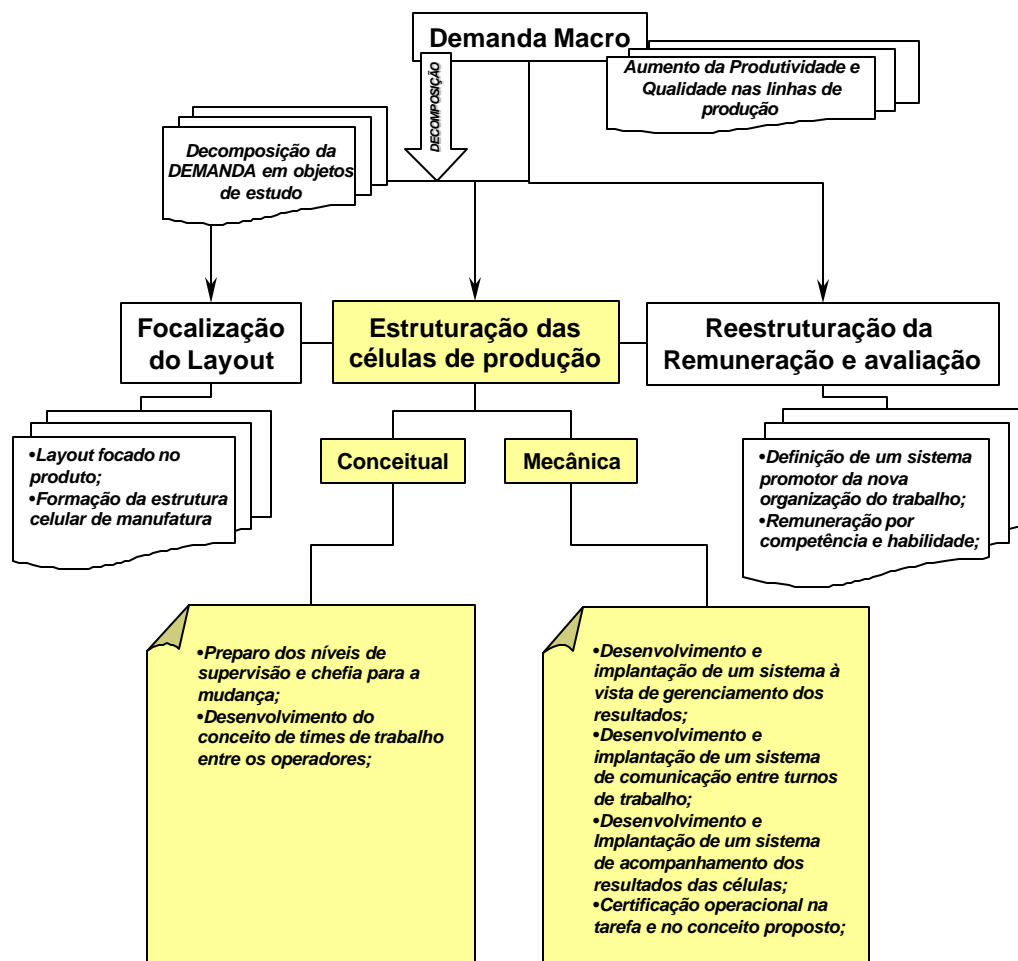 Demanda Macro
Aumento da Produtividade e
Qualidade nas linhas de
produção
DECOMPOSIÇÃO
Decomposição da
DEMANDA em objetos
de estudo
Focalização
do Layout
Estruturação das
células de produção
Reestruturação da
Remuneração e avaliação
•Layout focado no
produto;
•Formação da estrutura
celular de manufatura
Conceitual
Mecânica
•Definição de um sistema
promotor da nova
organização do trabalho;
•Remuneração por
competência e habilidade;
•Preparo dos níveis de
supervisão e chefia para a
mudança;
•Desenvolvimento do
conceito de times de trabalho
entre os operadores;
•Desenvolvimento e
implantação de um sistema à
vista de gerenciamento dos
resultados;
•Desenvolvimento e
implantação de um sistema
de comunicação entre turnos
de trabalho;
•Desenvolvimento e
Implantação de um sistema
de acompanhamento dos
resultados das células;
•Certificação operacional na
tarefa e no conceito proposto;